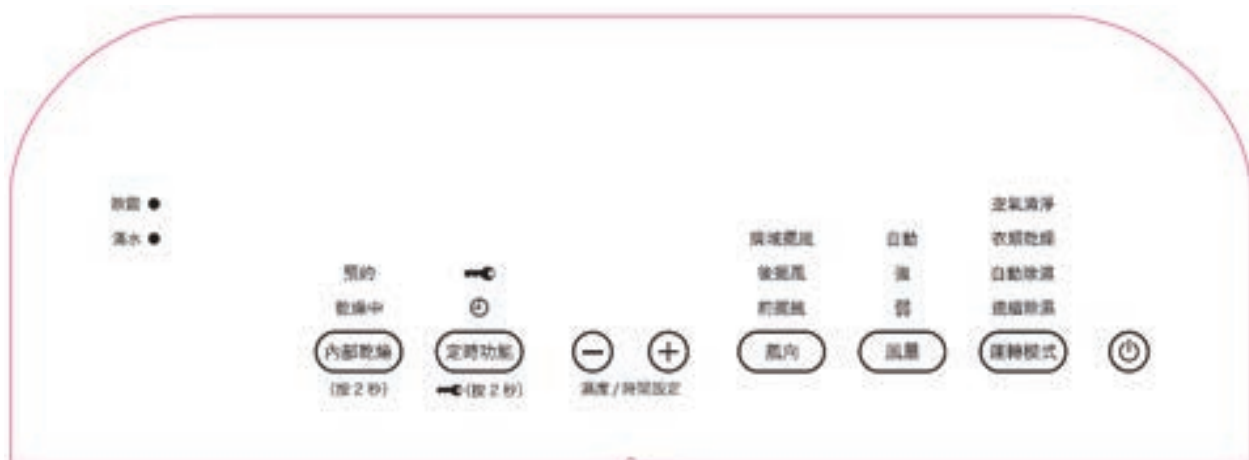 除霜
滿水
預約
乾燥中
內部乾燥
(按2秒)
定時功能
(按2秒)
濕度/時間設定
廣域擺風
後擺風
前擺風
風向
自動
強
弱
風量
空氣清淨
衣類乾燥
自動除濕
連續除濕
運轉模式